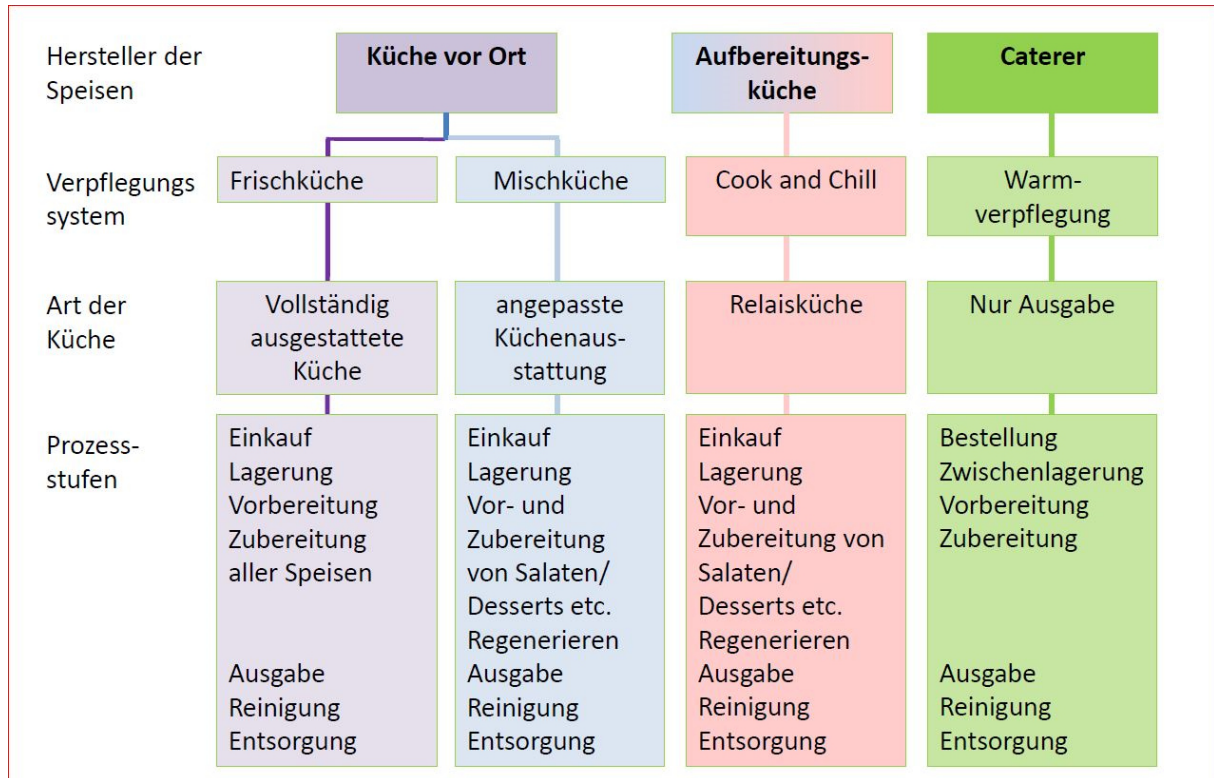 Hersteller der
Speisen
Küche vor Ort
Aufbereitungs-
küche
Caterer
Verpflegungs
system
Frischküche
Mischküche
Cook and Chill
Warm-
verpflegung
Art der
Küche
Vollständig
ausgestattete
Küche
angepasste
Küchenaus-
stattung
Relaisküche
Nur Ausgabe
Prozess-
stufen
Einkauf
Lagerung
Vorbereitung
Zubereitung
aller Speisen
Ausgabe
Reinigung
Entsorgung
Einkauf
Lagerung
Vor- und
Zubereitung
von Salaten/
Desserts etc.
Regenerieren
Ausgabe
Reinigung
Entsorgung
Einkauf
Lagerung
Vor- und
Zubereitung von
Salaten/
Desserts etc.
Regenerieren
Ausgabe
Reinigung
Entsorgung
Bestellung
Zwischenlagerung
Vorbereitung
Zubereitung
Ausgabe
Reinigung
Entsorgung